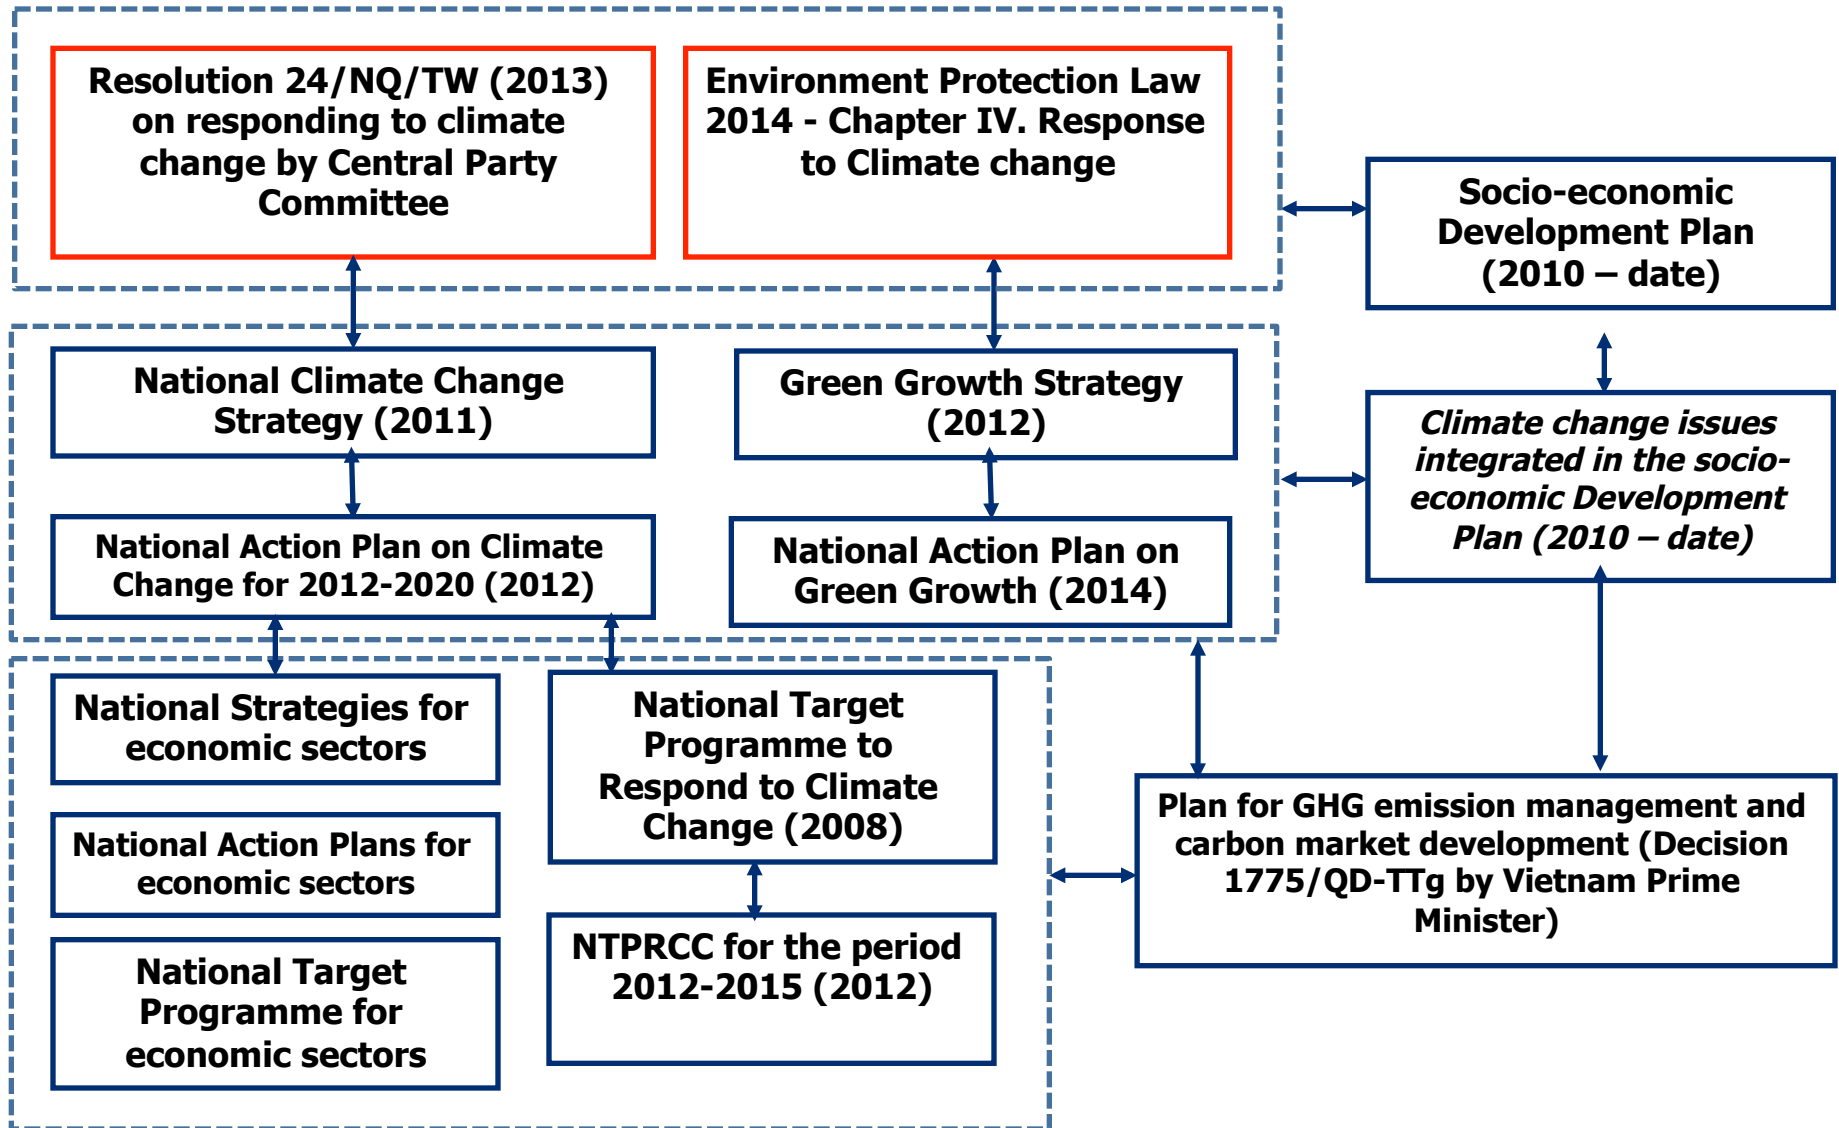 Resolution 24/NQ/TW (2013)
on responding to climate
change by Central Party
Committee
Environment Protection Law
2014 - Chapter IV. Response
to Climate change
Socio-economic
Development Plan
(2010 – date)
National Climate Change
Strategy (2011)
Green Growth Strategy
(2012)
Climate change issues
integrated in the socio-
economic Development
Plan (2010 – date)
National Action Plan on Climate
Change for 2012-2020 (2012)
National Action Plan on
Green Growth (2014)
National Strategies for
economic sectors
National Target
Programme to
Respond to Climate
Change (2008)
National Action Plans for
economic sectors
Plan for GHG emission management and
carbon market development (Decision
1775/QD-TTg by Vietnam Prime
Minister)
National Target
Programme for
economic sectors
NTPRCC for the period
2012-2015 (2012)